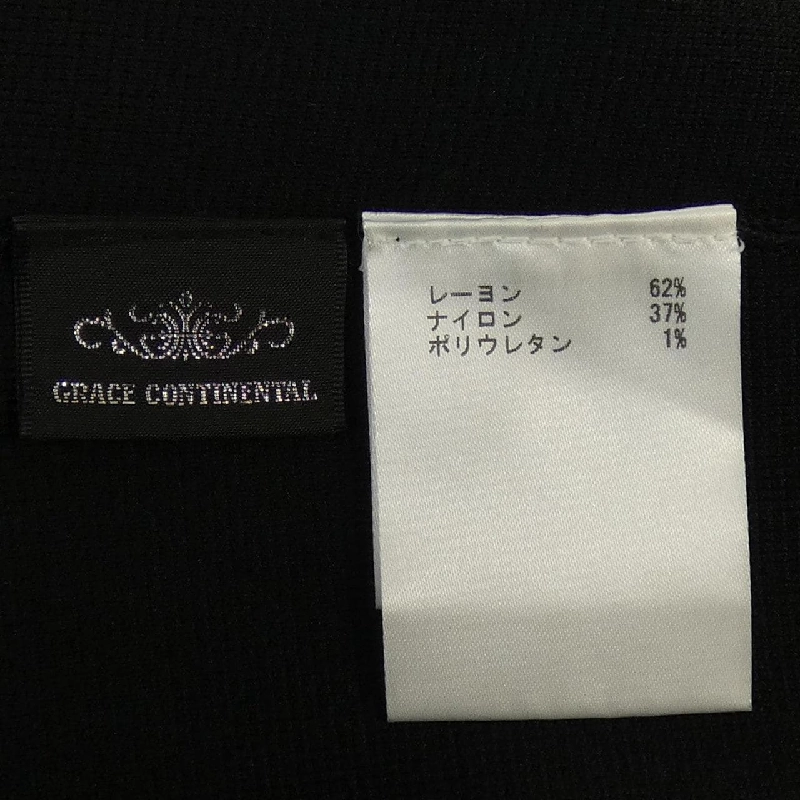 GRACE CONTINENTAL
レーヨン 62%
ナイロン 37%
ポリウレタン 1%